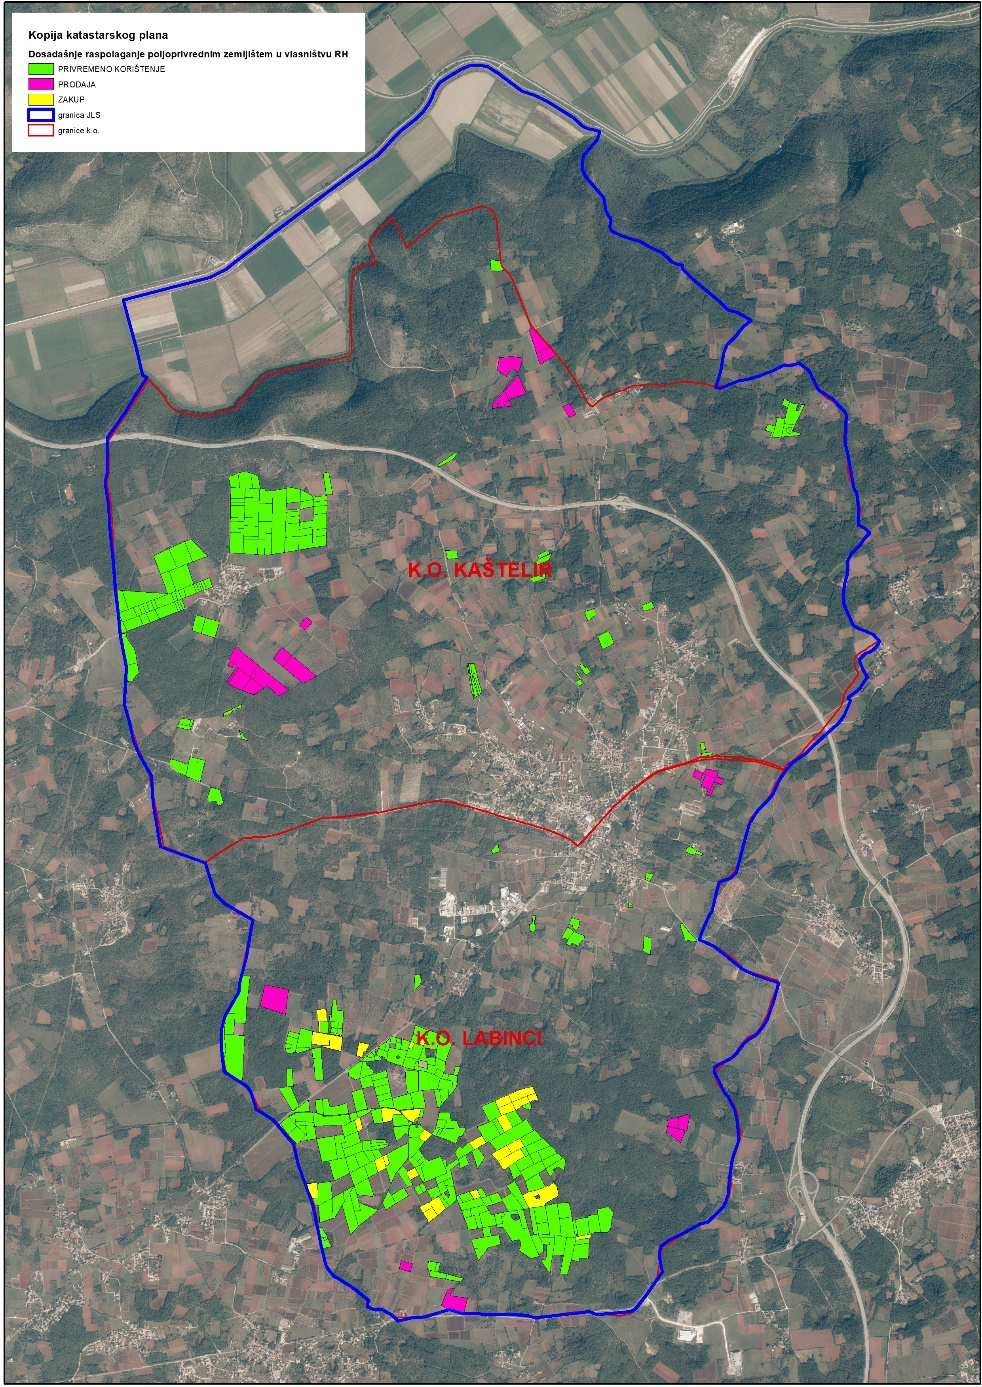 Kopija katastarskog plana
Dosadašnje raspolaganje poljoprivrednim zemljištem u vlasništvu RH
PRIVREMENO KORIŠTENJE
PRODAJA
ZAKUP
granica JLS
granice k.o.
K.O. KAŠTELIR
K.O. LABINCI